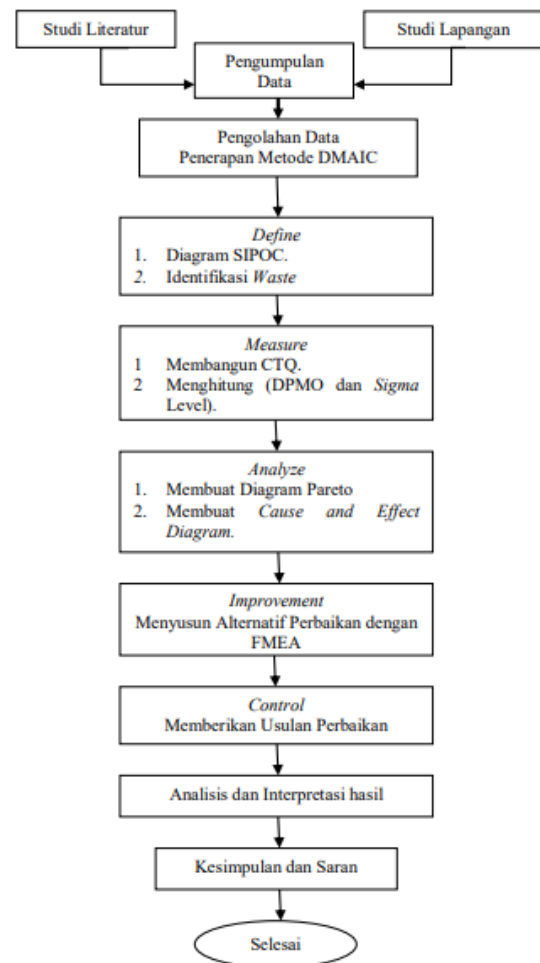 Studi Literatur
Studi Lapangan
Pengumpulan
Data
Pengolahan Data
Penerapan Metode DMAIC
Define
1. Diagram SIPOC.
2. Identifikasi Waste
Measure
1 Membangun CTQ.
2 Menghitung (DPMO dan Sigma
Level).
Analyze
1. Membuat Diagram Pareto
2. Membuat Cause and Effect
Diagram.
Improvement
Menyusun Alternatif Perbaikan dengan
FMEA
Control
Memberikan Usulan Perbaikan
Analisis dan Interpretasi hasil
Kesimpulan dan Saran
Selesai